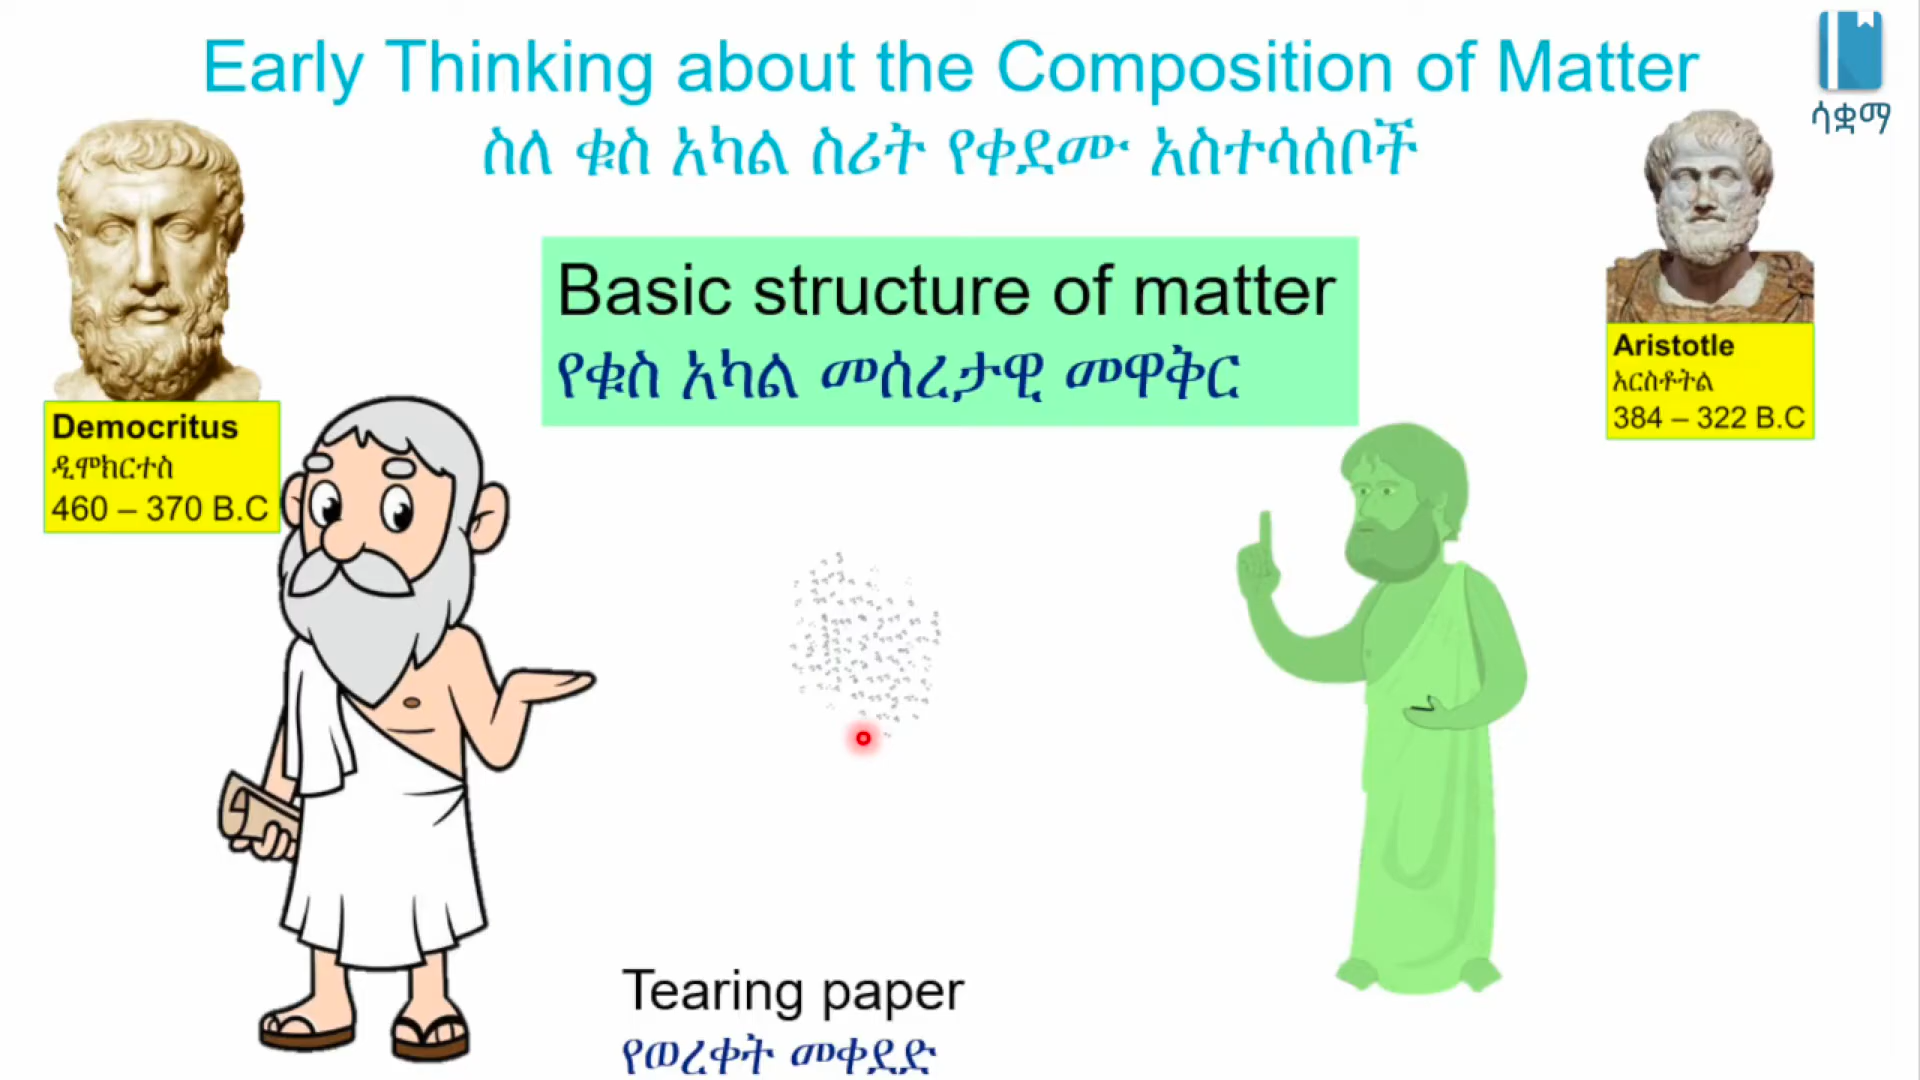 Early Thinking about the Composition of Matter
ሳቋማ
ስለ ቁስ አካል ስሪት የቀደሙ አስተሳሰቦች
Basic structure of matter
የቁስ አካል መሰረታዊ መዋቅር
Aristotle
አርስቶትል
384 – 322 B.C
Democritus
ዲሞክርተስ
460 – 370 B.C
Tearing paper
የወረቀት መቀደድ